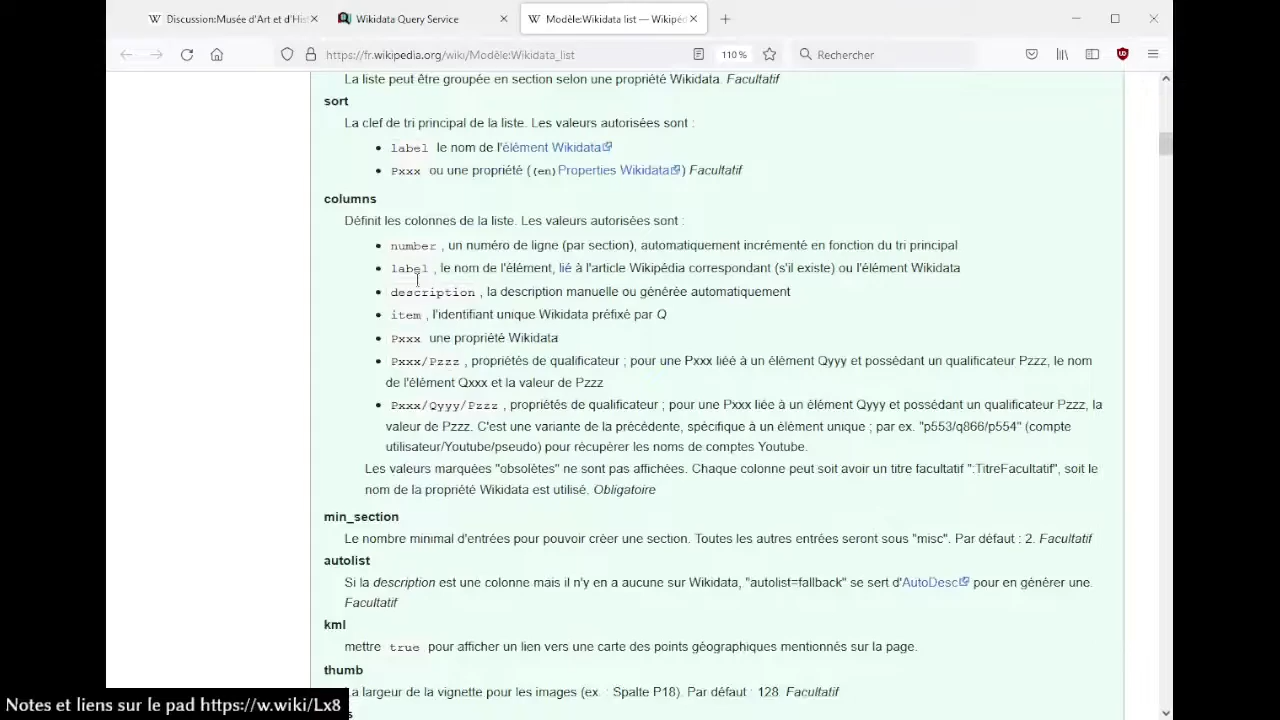 Discussion:Musée d'Art et d'His
Wikidata Query Service
Modèle:Wikidata list — Wikipéd
https://fr.wikipedia.org/wiki/Modèle:Wikidata_list
110 %
Rechercher
La liste peut être groupée en section selon une propriété Wikidata. Facultatif
sort
La clef de tri principal de la liste. Les valeurs autorisées sont :
label le nom de l'élément Wikidata
Pxxx ou une propriété ((en)Properties Wikidata) Facultatif
columns
Définit les colonnes de la liste. Les valeurs autorisées sont :
number , un numéro de ligne (par section), automatiquement incrémenté en fonction du tri principal
label , le nom de l'élément, lié à l'article Wikipédia correspondant (s'il existe) ou l'élément Wikidata
description , la description manuelle ou générée automatiquement
item , l'identifiant unique Wikidata préfixé par Q
Pxxx une propriété Wikidata
Pxxx/Pzzz , propriétés de qualificateur ; pour une Pxxx liéé à un élément Qyyy et possédant un qualificateur Pzzz, le nom
de l'élément Qxxx et la valeur de Pzzz
Pxxx/Qyyy/Pzzz , propriétés de qualificateur ; pour une Pxxx liée à un élément Qyyy et possédant un qualificateur Pzzz, la
valeur de Pzzz. C'est une variante de la précédente, spécifique à un élément unique ; par ex. "p553/q866/p554" (compte
utilisateur/Youtube/pseudo) pour récupérer les noms de comptes Youtube.
Les valeurs marquées "obsolètes" ne sont pas affichées. Chaque colonne peut soit avoir un titre facultatif ":TitreFacultatif", soit le
nom de la propriété Wikidata est utilisé. Obligatoire
min_section
Le nombre minimal d'entrées pour pouvoir créer une section. Toutes les autres entrées seront sous "misc". Par défaut : 2. Facultatif
autolist
Si la description est une colonne mais il n'y en a aucune sur Wikidata, "autolist=fallback" se sert d'AutoDesc pour en générer une.
Facultatif
kml
mettre true pour afficher un lien vers une carte des points géographiques mentionnés sur la page.
thumb
La largeur de la vignette pour les images (ex. : Spalte P18). Par défaut : 128. Facultatif
Notes et liens sur le pad https://w.wiki/Lx8